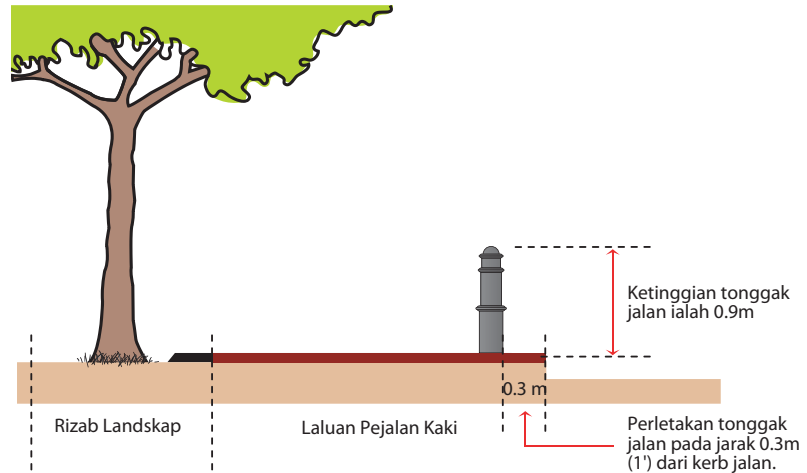 Ketinggian tonggak
jalan ialah 0.9m
0.3 m
Rizab Landskap
Laluan Pejalan Kaki
Perletakan tonggak
jalan pada jarak 0.3m
(1') dari kerb jalan.